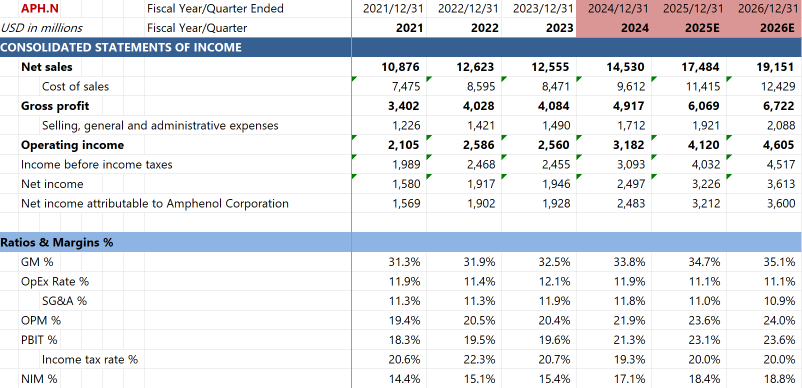 APH.N Fiscal Year/Quarter Ended 2021/12/31 2022/12/31 2023/12/31 2024/12/31 2025/12/31 2026/12/31
USD in millions Fiscal Year/Quarter 2021 2022 2023 2024 2025E 2026E
CONSOLIDATED STATEMENTS OF INCOME
Net sales 10,876 12,623 12,555 14,530 17,484 19,151
Cost of sales 7,475 8,595 8,471 9,612 11,415 12,429
Gross profit 3,402 4,028 4,084 4,917 6,069 6,722
Selling, general and administrative expenses 1,226 1,421 1,490 1,712 1,921 2,088
Operating income 2,105 2,586 2,560 3,182 4,120 4,605
Income before income taxes 1,989 2,468 2,455 3,093 4,032 4,517
Net income 1,580 1,917 1,946 2,497 3,226 3,613
Net income attributable to Amphenol Corporation 1,569 1,902 1,928 2,483 3,212 3,600
Ratios & Margins %
GM % 31.3% 31.9% 32.5% 33.8% 34.7% 35.1%
OpEx Rate % 11.9% 11.4% 12.1% 11.9% 11.1% 11.1%
SG&A % 11.3% 11.3% 11.9% 11.8% 11.0% 10.9%
OPM % 19.4% 20.5% 20.4% 21.9% 23.6% 24.0%
PBIT % 18.3% 19.5% 19.6% 21.3% 23.1% 23.6%
Income tax rate % 20.6% 22.3% 20.7% 19.3% 20.0% 20.0%
NIM % 14.4% 15.1% 15.4% 17.1% 18.4% 18.8%